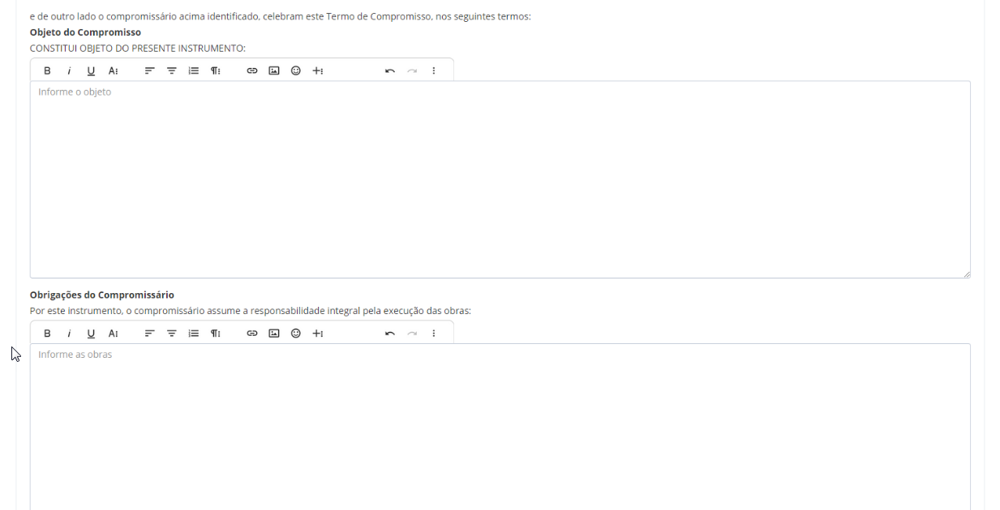 e de outro lado o compromissário acima identificado, celebram este Termo de Compromisso, nos seguintes termos:
Objeto do Compromisso
CONSTITUI OBJETO DO PRESENTE INSTRUMENTO:
B i U A
Informe o objeto
Obrigações do Compromissário
Por este instrumento, o compromissário assume a responsabilidade integral pela execução das obras:
B i U A
Informe as obras